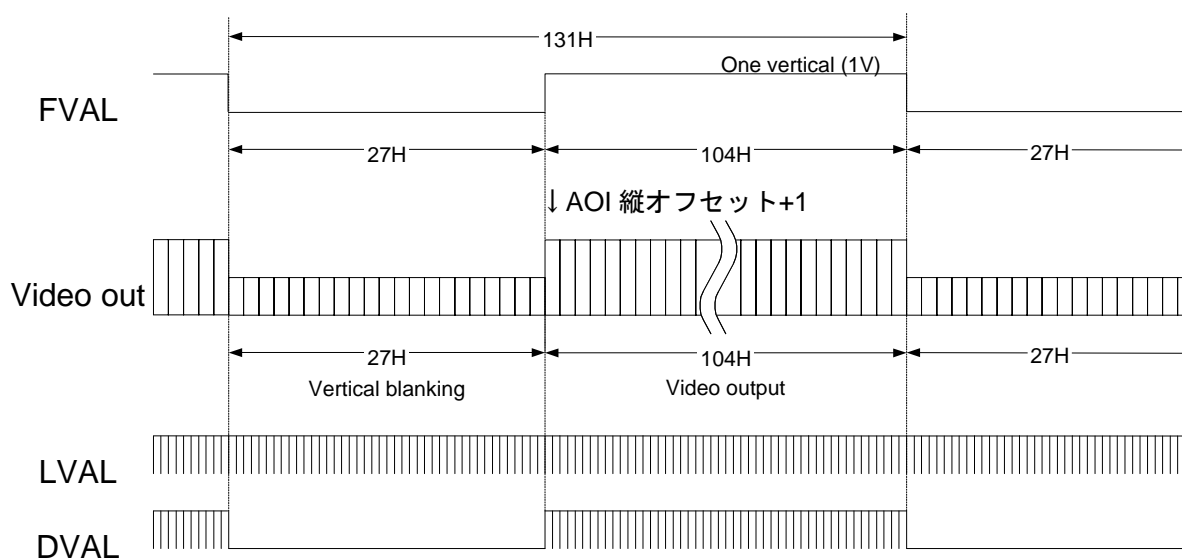 131H
One vertical (1V)
FVAL
27H
104H
27H
↓AOI 縦オフセット+1
Video out
27H
104H
27H
Vertical blanking
Video output
LVAL
DVAL